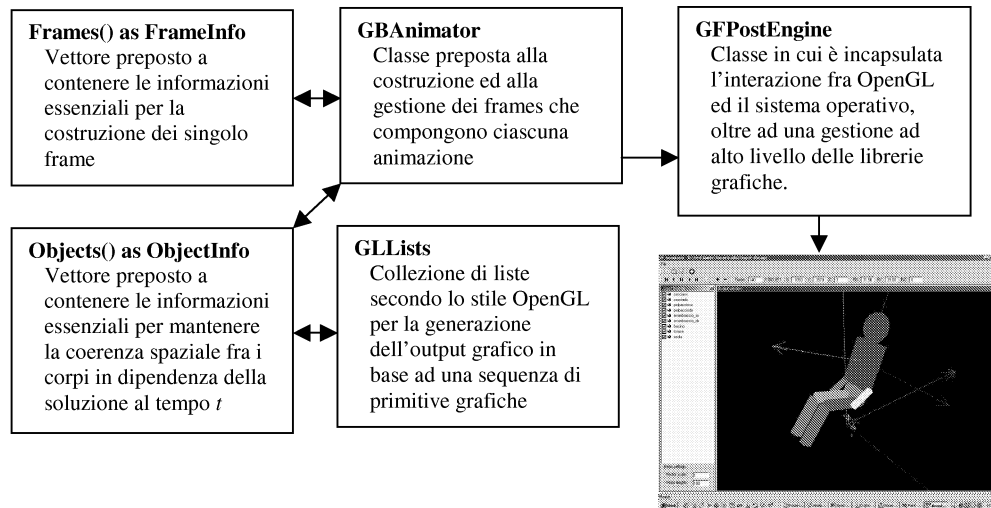 Frames() as FrameInfo
Vettore preposto a
contenere le informazioni
essenziali per la
costruzione dei singolo
frame
GBAnimator
Classe preposta alla
costruzione ed alla
gestione dei frames che
compongono ciascuna
animazione
GFPostEngine
Classe in cui è incapsulata
l'interazione fra OpenGL
ed il sistema operativo,
oltre ad una gestione ad
alto livello delle librerie
grafiche.
Objects() as ObjectInfo
Vettore preposto a
contenere le informazioni
essenziali per mantenere
la coerenza spaziale fra i
corpi in dipendenza della
soluzione al tempo t
GLLists
Collezione di liste
secondo lo stile OpenGL
per la generazione
dell'output grafico in
base ad una sequenza di
primitive grafiche